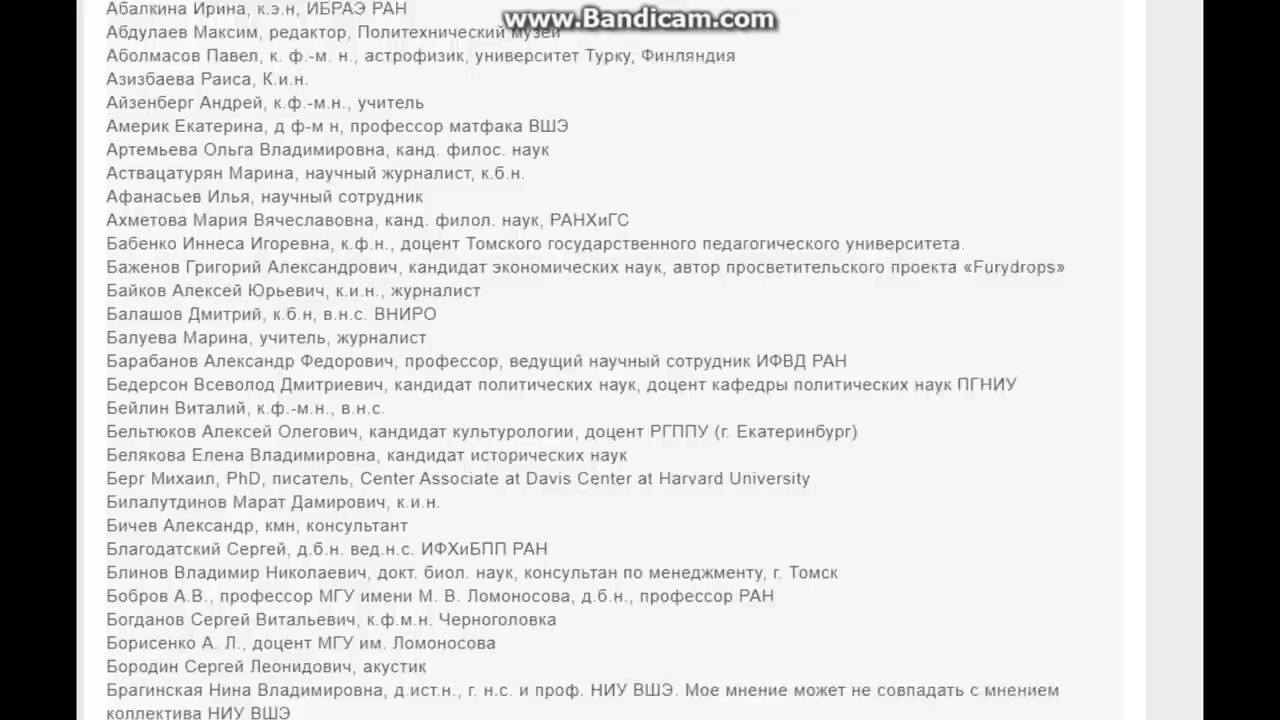 www.Bandicam.com
Абалкина Ирина, к.э.н, ИБРАЭ РАН
Абдулаев Максим, редактор, Политехнический музей
Аболмасов Павел, к. ф.-м. н., астрофизик, университет Турку, Финляндия
Азизбаева Раиса, К.и.н.
Айзенберг Андрей, к.ф.-м.н., учитель
Америк Екатерина, д ф-м н, профессор матфака ВШЭ
Артемьева Ольга Владимировна, канд. филос. наук
Аствацатурян Марина, научный журналист, к.б.н.
Афанасьев Илья, научный сотрудник
Ахметова Мария Вячеславовна, канд. филол. наук, РАНХиГС
Бабенко Иннеса Игоревна, к.ф.н., доцент Томского государственного педагогического университета.
Баженов Григорий Александрович, кандидат экономических наук, автор просветительского проекта «Furydrops»
Байков Алексей Юрьевич, к.и.н., журналист
Балашов Дмитрий, к.б.н, в.н.с. ВНИРО
Балуева Марина, учитель, журналист
Барабанов Александр Федорович, профессор, ведущий научный сотрудник ИФВД РАН
Бедерсон Всеволод Дмитриевич, кандидат политических наук, доцент кафедры политических наук ПГНИУ
Бейлин Виталий, к.ф.-м.н., в.н.с.
Бельтюков Алексей Олегович, кандидат культурологии, доцент РГППУ (г. Екатеринбург)
Белякова Елена Владимировна, кандидат исторических наук
Берг Михаил, PhD, писатель, Center Associate at Davis Center at Harvard University
Билалутдинов Марат Дамирович, к.и.н.
Бичев Александр, кмн, консультант
Благодатский Сергей, д.б.н. вед.н.с. ИФХиБПП РАН
Блинов Владимир Николаевич, докт. биол. наук, консультан по менеджменту, г. Томск
Бобров А.В., профессор МГУ имени М. В. Ломоносова, д.б.н., профессор РАН
Богданов Сергей Витальевич, к.ф.м.н. Черноголовка
Борисенко А. Л., доцент МГУ им. Ломоносова
Бородин Сергей Леонидович, акустик
Брагинская Нина Владимировна, д.ист.н., г. н.с. и проф. НИУ ВШЭ. Мое мнение может не совпадать с мнением
коллектива НИУ ВШЭ